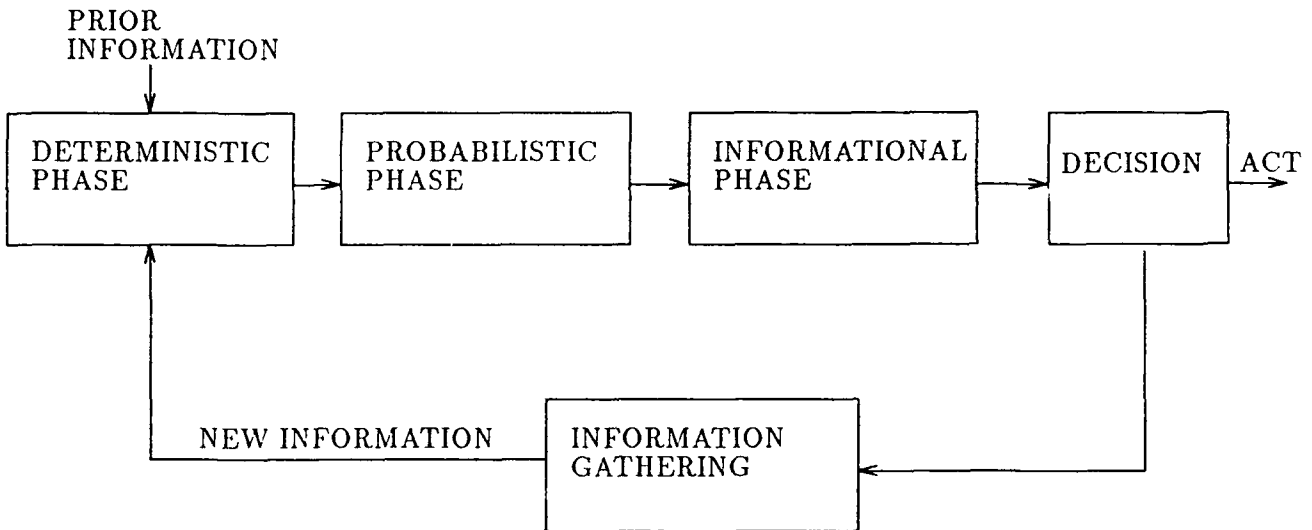 PRIOR
INFORMATION
DETERMINISTIC
PHASE
PROBABILISTIC
PHASE
INFORMATIONAL
PHASE
DECISION
ACT
NEW INFORMATION
INFORMATION
GATHERING